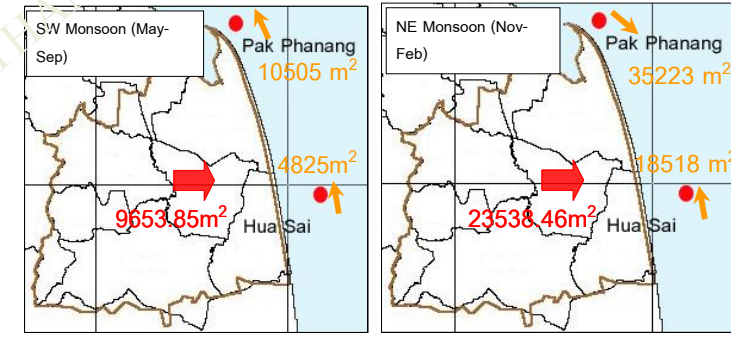 SW Monsoon (May-
Sep)
Pak Phanang
10505 m²
4825m²
9653.85m²
Hua Sai
NE Monsoon (Nov-
Feb)
Pak Phanang
35223 m²
18518 m²
23538.46m²
Hua Sai